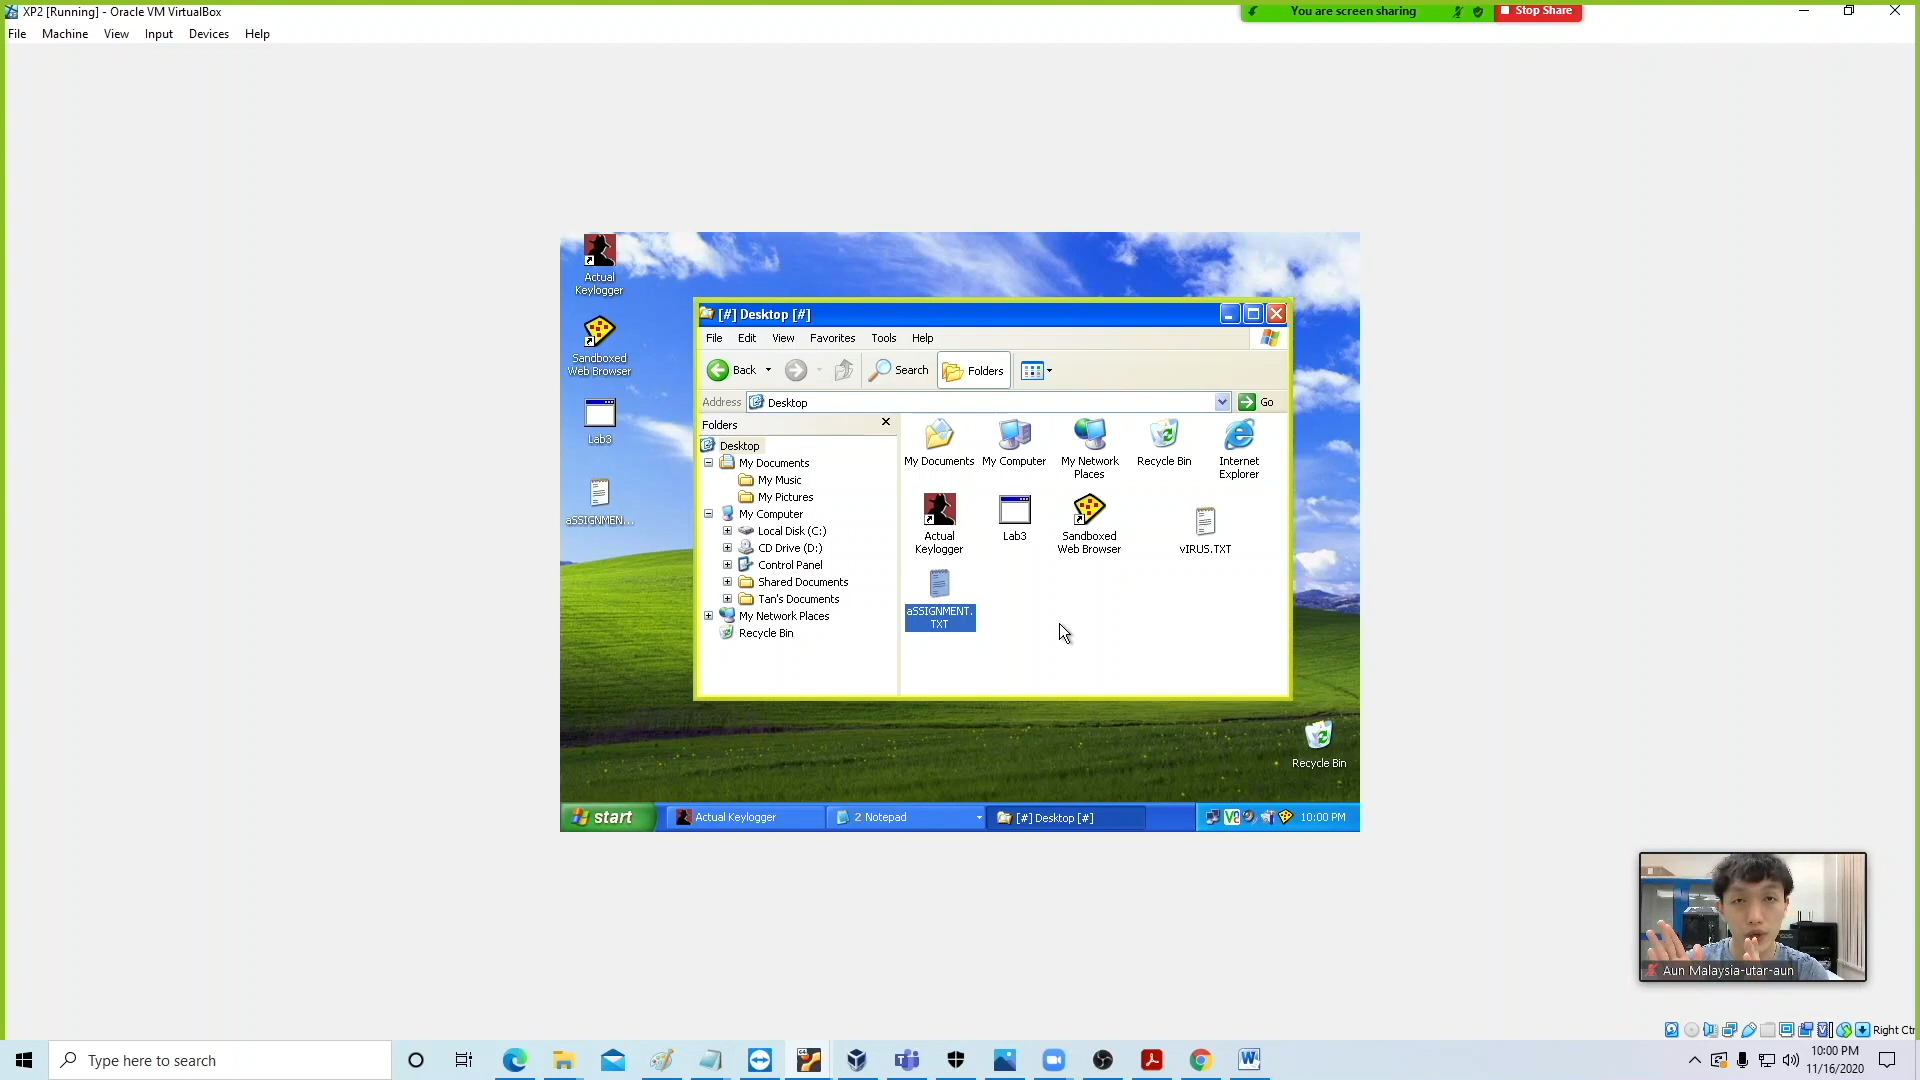 XP2 [Running] - Oracle VM VirtualBox
You are screen sharing
Stop Share
File Machine View Input Devices Help
Actual
Keylogger
Sandboxed
Web Browser
Lab3
aSSIGNMEN...
[#] Desktop [#]
File Edit View Favorites Tools Help
Back
Search
Folders
Address
Desktop
Go
Folders
Desktop
My Documents
My Music
My Pictures
My Computer
Local Disk (C:)
CD Drive (D:)
Control Panel
Shared Documents
Tan's Documents
My Network Places
Recycle Bin
My Documents
My Computer
My Network
Places
Recycle Bin
Internet
Explorer
Actual
Keylogger
Lab3
Sandboxed
Web Browser
vIRUS.TXT
aSSIGNMENT.
TXT
Recycle Bin
start
Actual Keylogger
2 Notepad
[#] Desktop [#]
10:00 PM
Aun Malaysia-utar-aun
Right Ctr
Type here to search
10:00 PM
11/16/2020